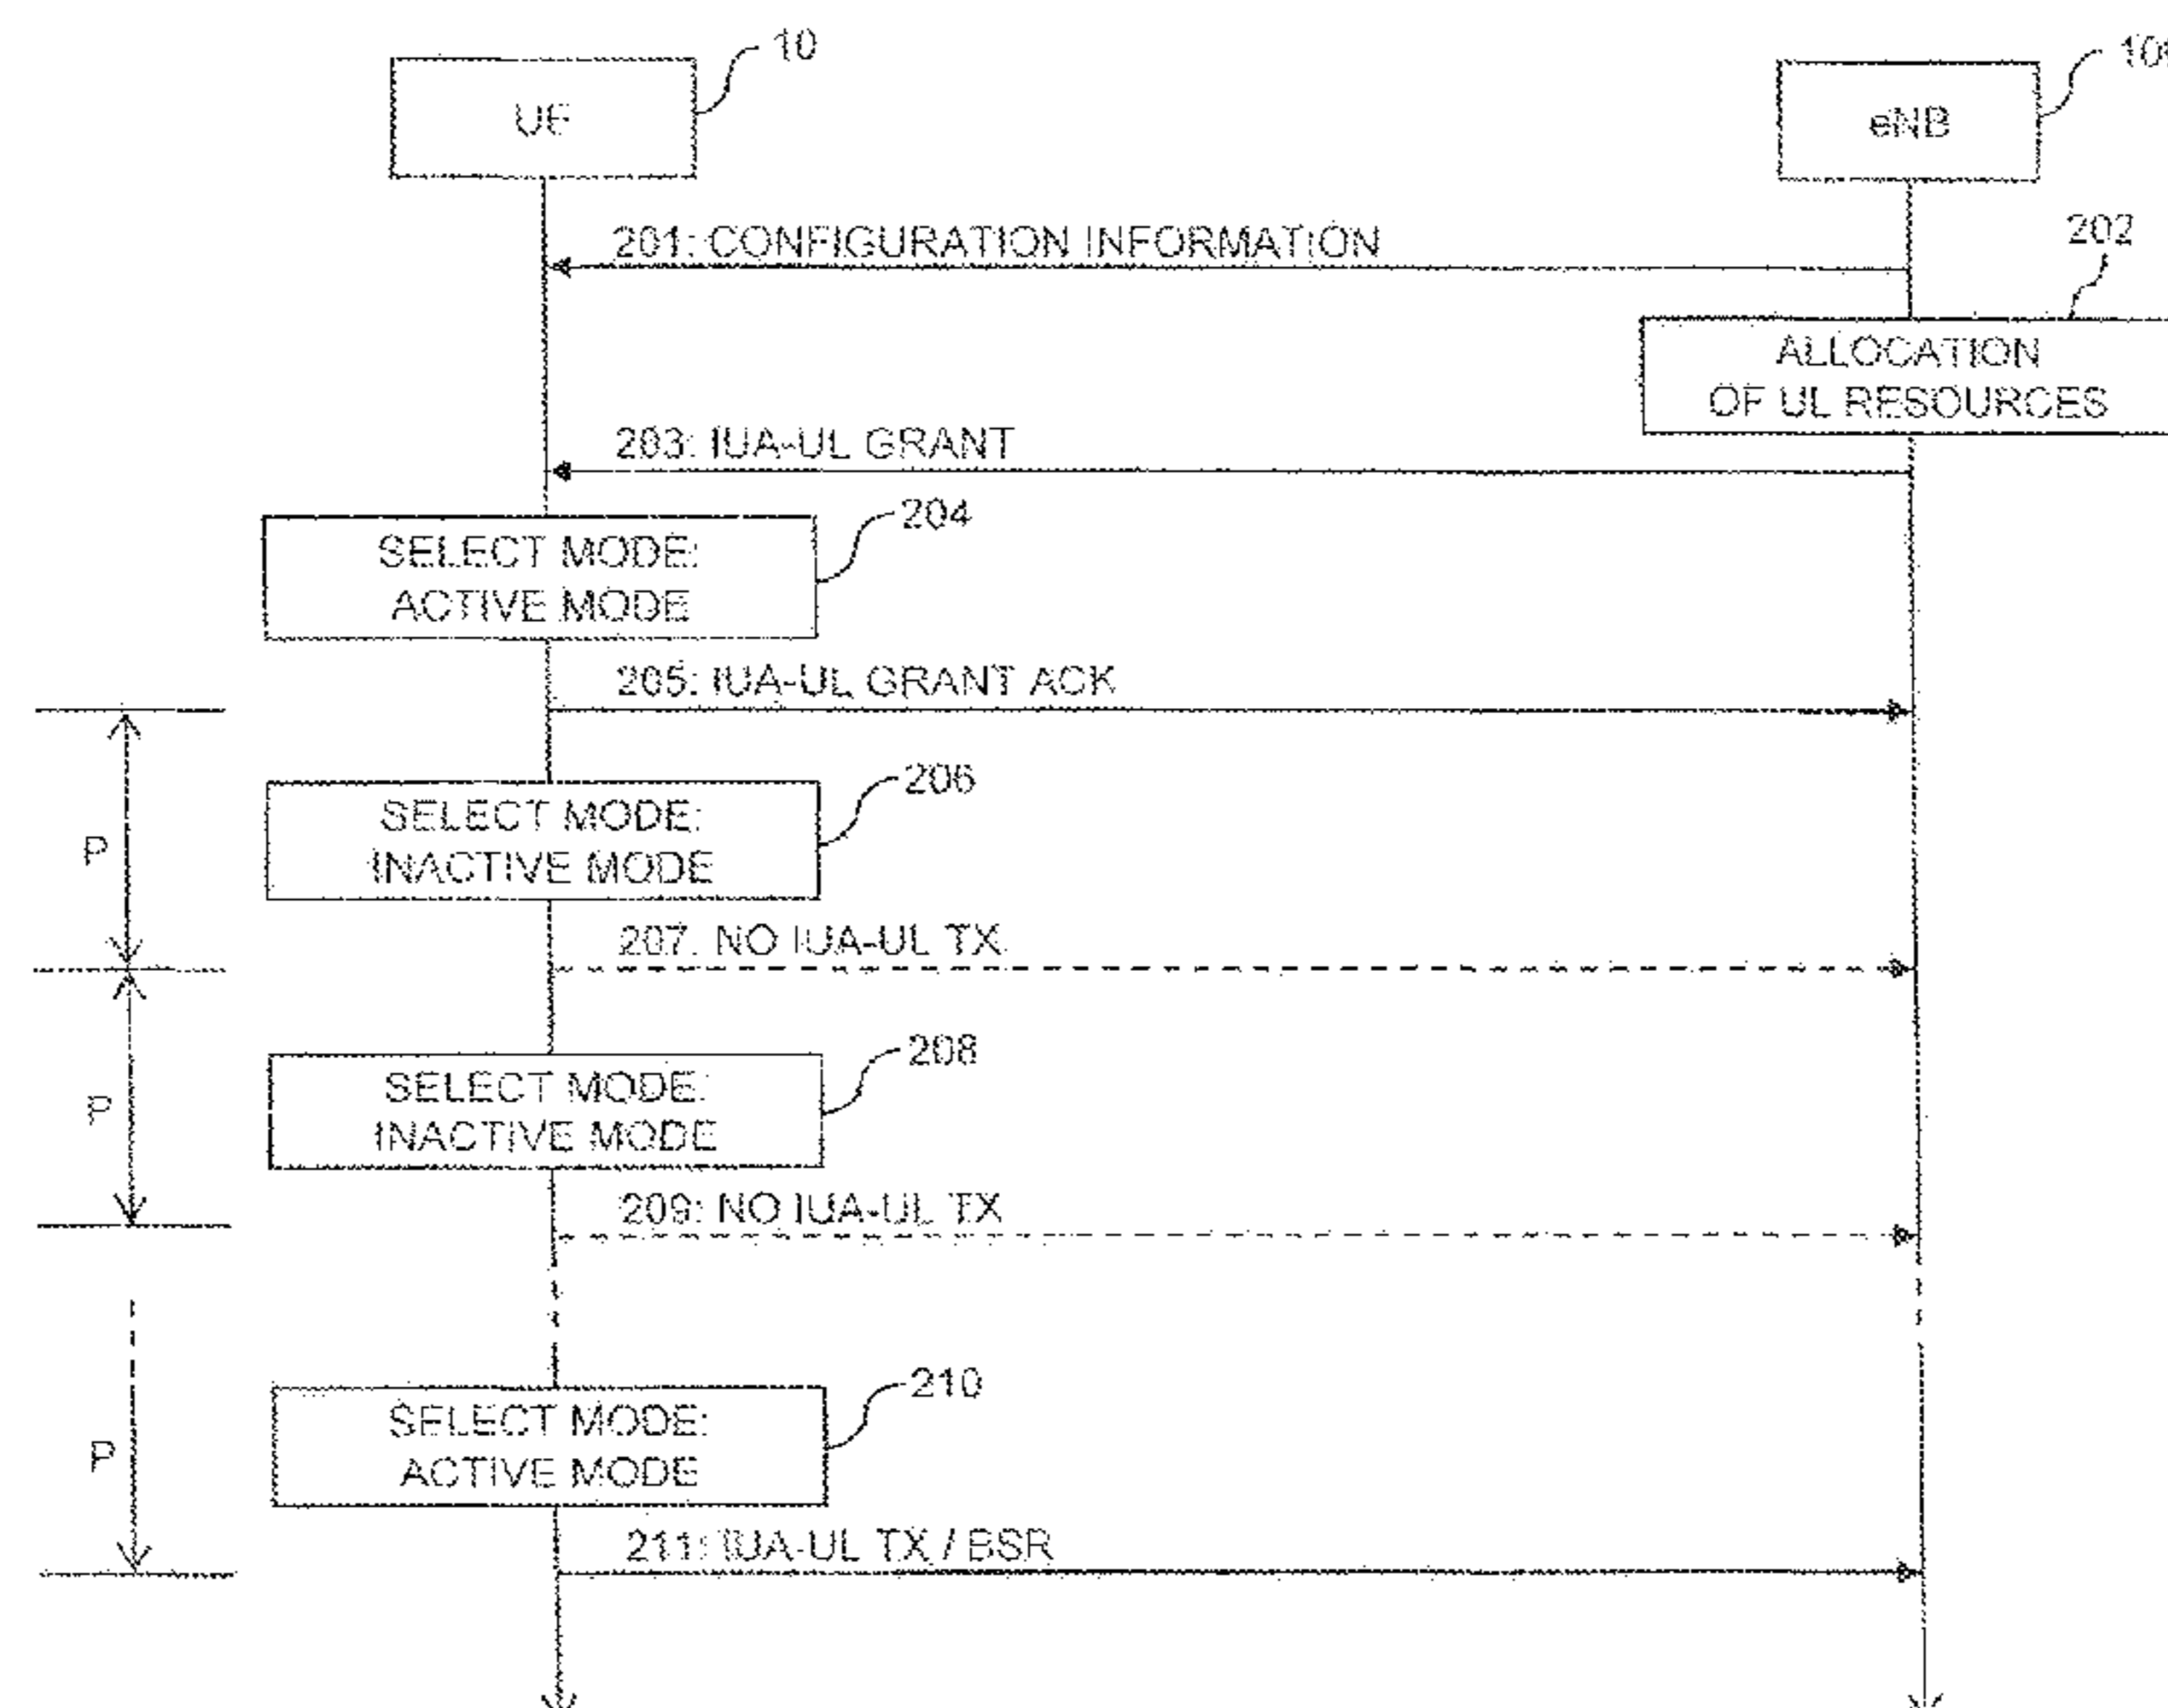 10
UE
eNB
201: CONFIGURATION INFORMATION
202
ALLOCATION
OF UL RESOURCES
203: IUA-UL GRANT
204
SELECT MODE:
ACTIVE MODE
205: IUA-UL GRANT ACK
206
SELECT MODE:
INACTIVE MODE
P
207: NO IUA-UL TX
208
SELECT MODE:
INACTIVE MODE
P
209: NO IUA-UL TX
210
SELECT MODE:
ACTIVE MODE
P
211: IUA-UL TX / BSR